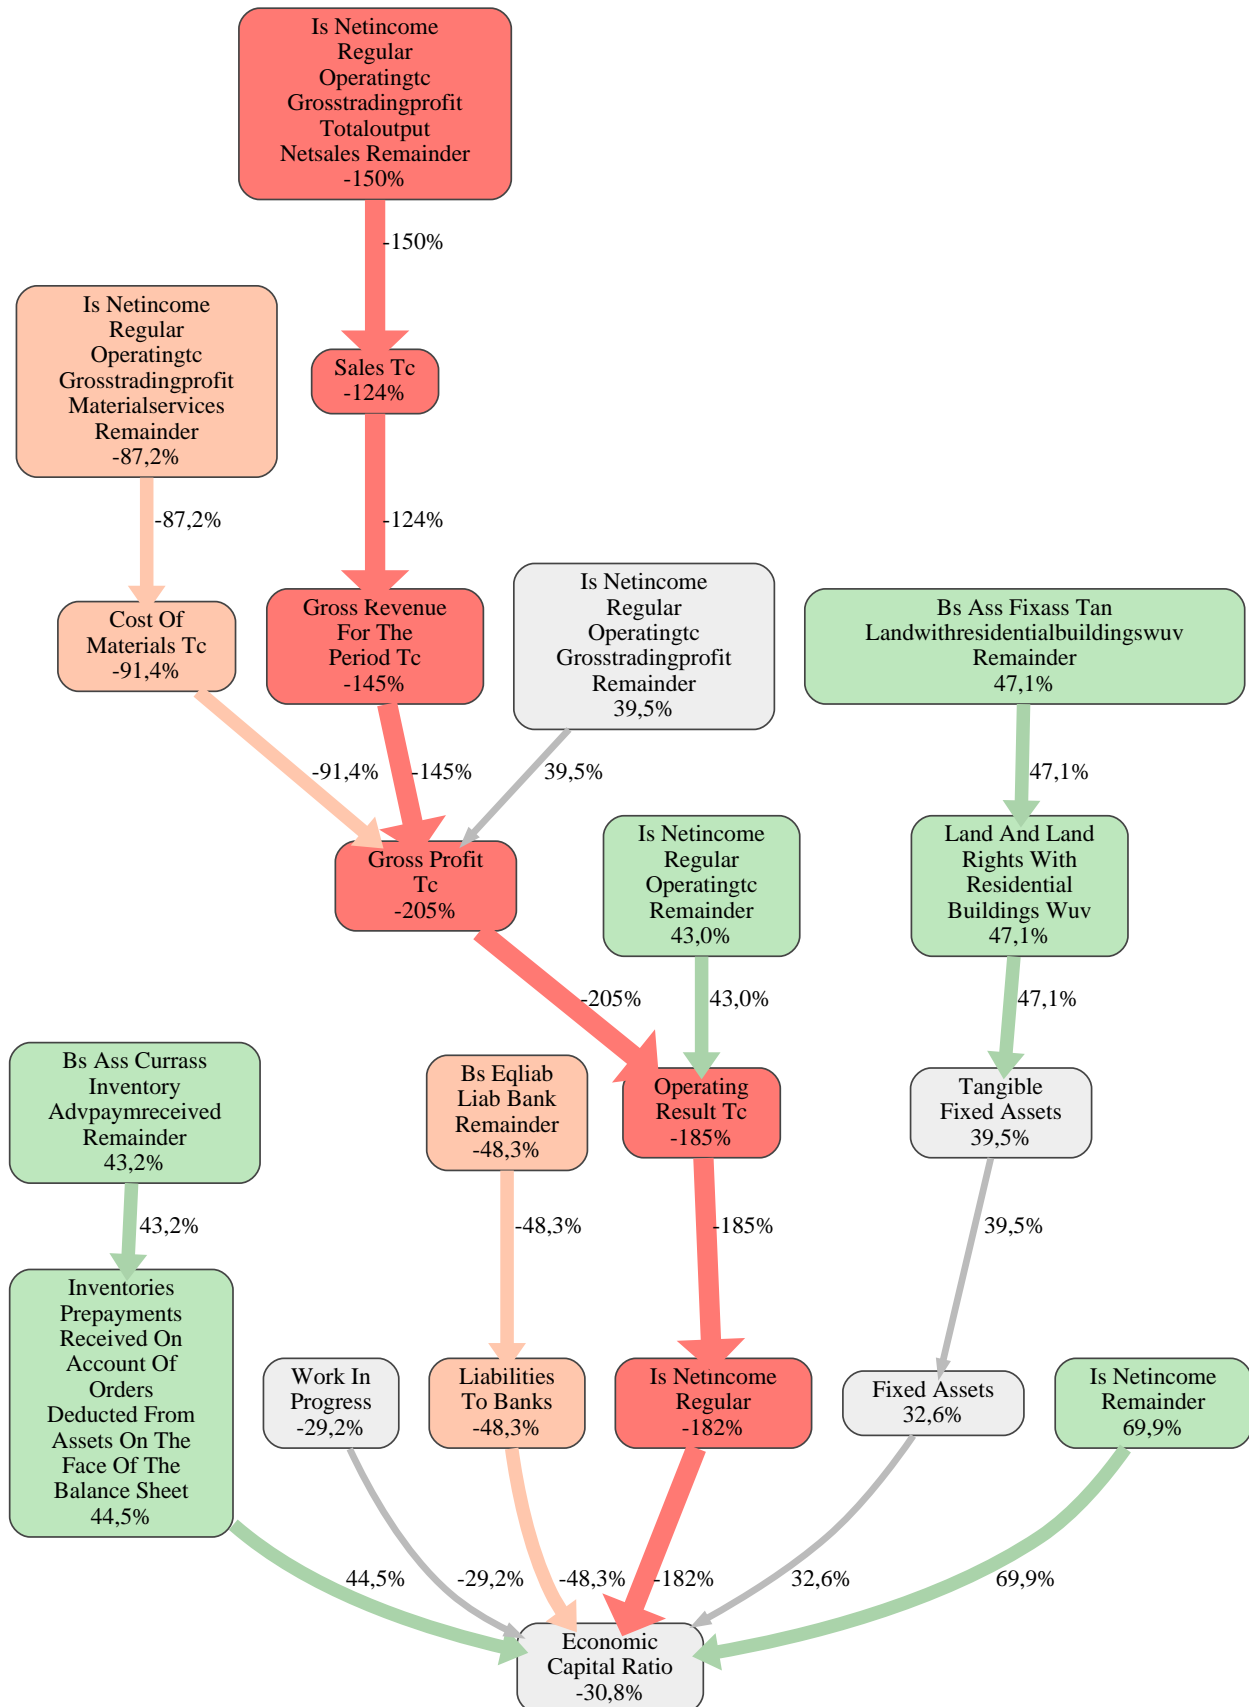 Is Netincome
Regular
Operatingtc
Grosstradingprofit
Totaloutput
Netsales Remainder
-150%
-150%
Is Netincome
Regular
Operatingtc
Grosstradingprofit
Materialservices
Remainder
-87,2%
Sales Tc
-124%
-87,2%
-124%
Cost Of
Materials Tc
-91,4%
Gross Revenue
For The
Period Tc
-145%
Is Netincome
Regular
Operatingtc
Grosstradingprofit
Remainder
39,5%
Bs Ass Fixass Tan
Landwithresidentialbuildingswuv
Remainder
47,1%
-91,4%
-145%
39,5%
47,1%
Gross Profit
Tc
-205%
Is Netincome
Regular
Operatingtc
Remainder
43,0%
Land And Land
Rights With
Residential
Buildings Wuv
47,1%
-205%
43,0%
47,1%
Bs Ass Currass
Inventory
Advpaymreceived
Remainder
43,2%
Bs Eqliab
Liab Bank
Remainder
-48,3%
Operating
Result Tc
-185%
Tangible
Fixed Assets
39,5%
43,2%
-48,3%
-185%
39,5%
Inventories
Prepayments
Received On
Account Of
Orders
Deducted From
Assets On The
Face Of The
Balance Sheet
44,5%
Work In
Progress
-29,2%
Liabilities
To Banks
-48,3%
Is Netincome
Regular
-182%
Fixed Assets
32,6%
Is Netincome
Remainder
69,9%
44,5%
-29,2%
-48,3%
-182%
32,6%
69,9%
Economic
Capital Ratio
-30,8%